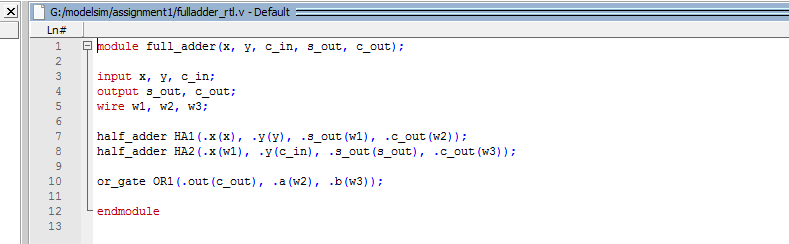 G:/modelsim/assignment1/fulladder_rtl.v - Default
Ln#
1 module full_adder(x, y, c_in, s_out, c_out);
2
3 input x, y, c_in;
4 output s_out, c_out;
5 wire w1, w2, w3;
6
7 half_adder HA1(.x(x), .y(y), .s_out(w1), .c_out(w2));
8 half_adder HA2(.x(w1), .y(c_in), .s_out(s_out), .c_out(w3));
9
10 or_gate OR1(.out(c_out), .a(w2), .b(w3));
11
12 endmodule
13